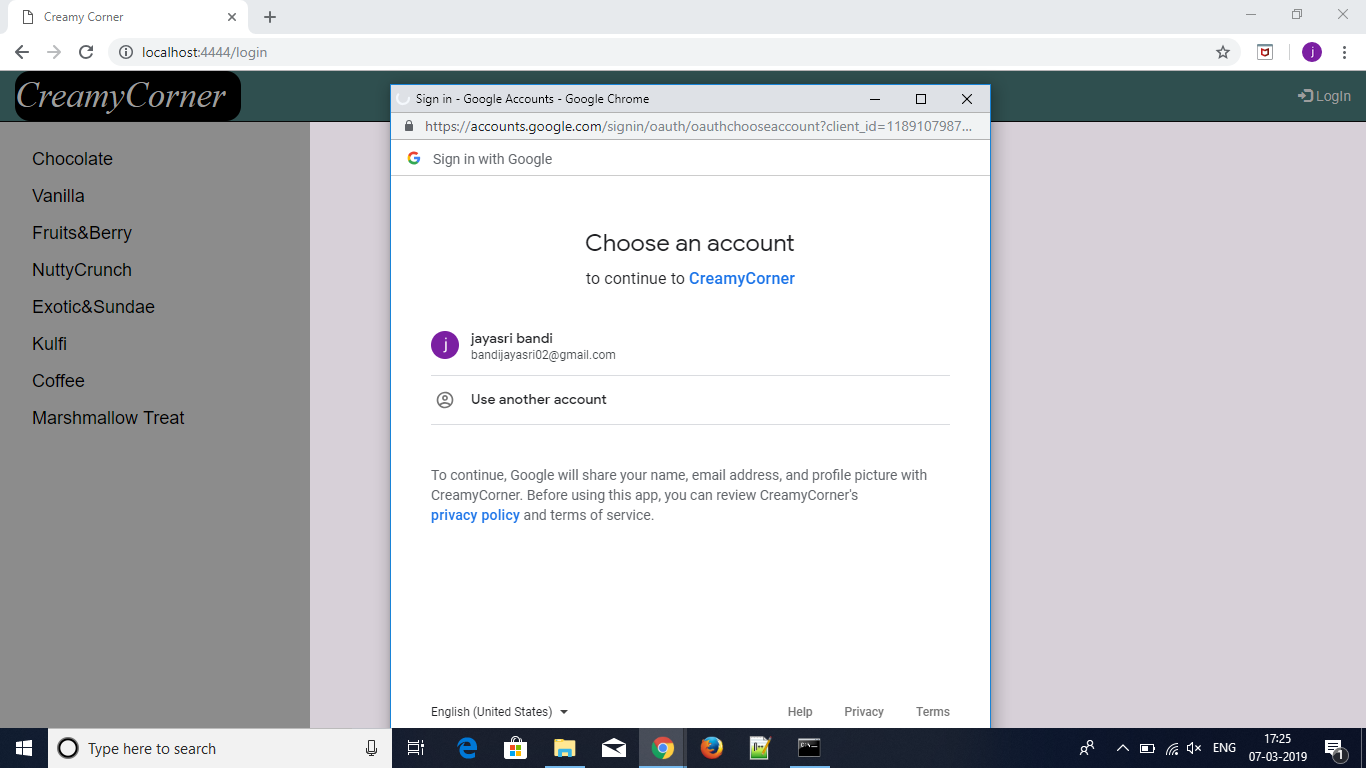 Creamy Corner
localhost:4444/login
CreamyCorner
LogIn
Chocolate
Vanilla
Fruits&Berry
NuttyCrunch
Exotic&Sundae
Kulfi
Coffee
Marshmallow Treat
Sign in - Google Accounts - Google Chrome
https://accounts.google.com/signin/oauth/oauthchooseaccount?client_id=1189107987...
Sign in with Google
Choose an account
to continue to CreamyCorner
j
jayasri bandi
bandijayasri02@gmail.com
Use another account
To continue, Google will share your name, email address, and profile picture with
CreamyCorner. Before using this app, you can review CreamyCorner's
privacy policy and terms of service.
English (United States)
Help Privacy Terms
Type here to search
ENG
17:25
07-03-2019
1
j